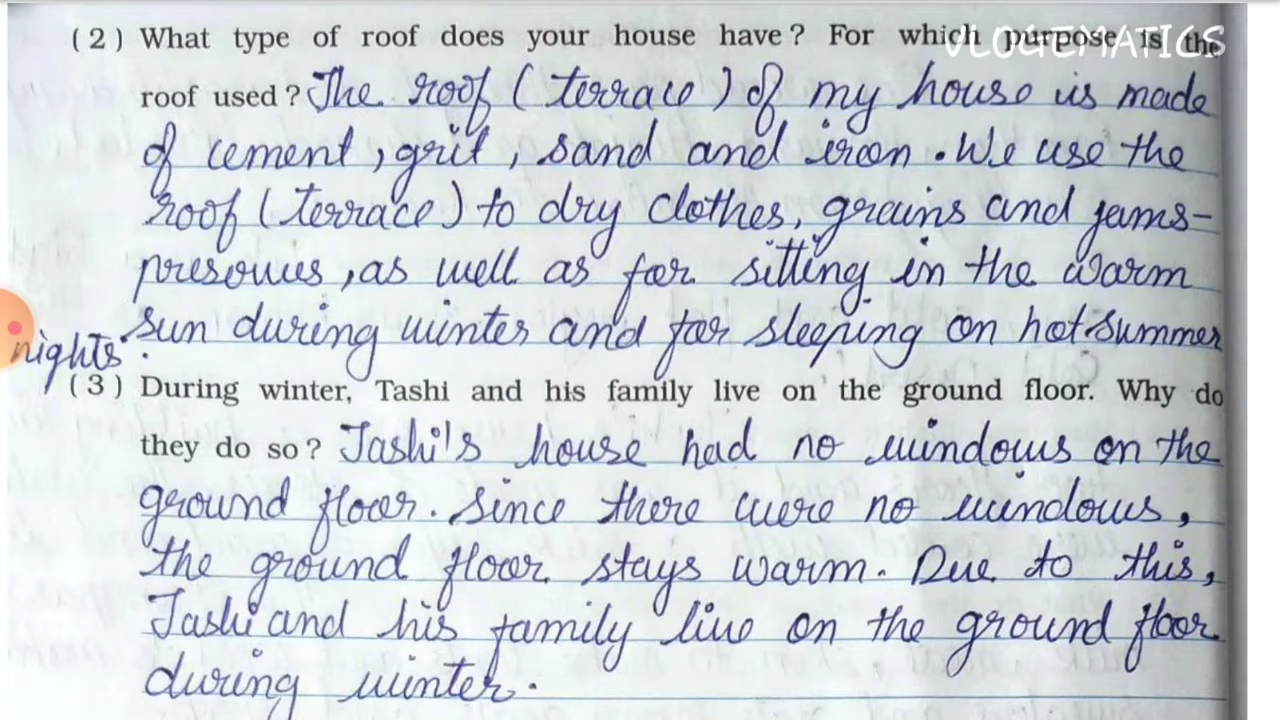 VLOGEMATICS
(2) What type of roof does your house have? For which purpose is the
roof used? The roof (terrace) of my house is made
of cement, grit, sand and iron. We use the
roof (terrace) to dry clothes, grains and jams-
preserves, as well as for sitting in the warm
sun during winter and for sleeping on hot summer
nights.
(3) During winter, Tashi and his family live on the ground floor. Why do
they do so? Tashi's house had no windows on the
ground floor. Since there were no windows,
the ground floor stays warm. Due to this,
Tashi and his family live on the ground floor
during winter.